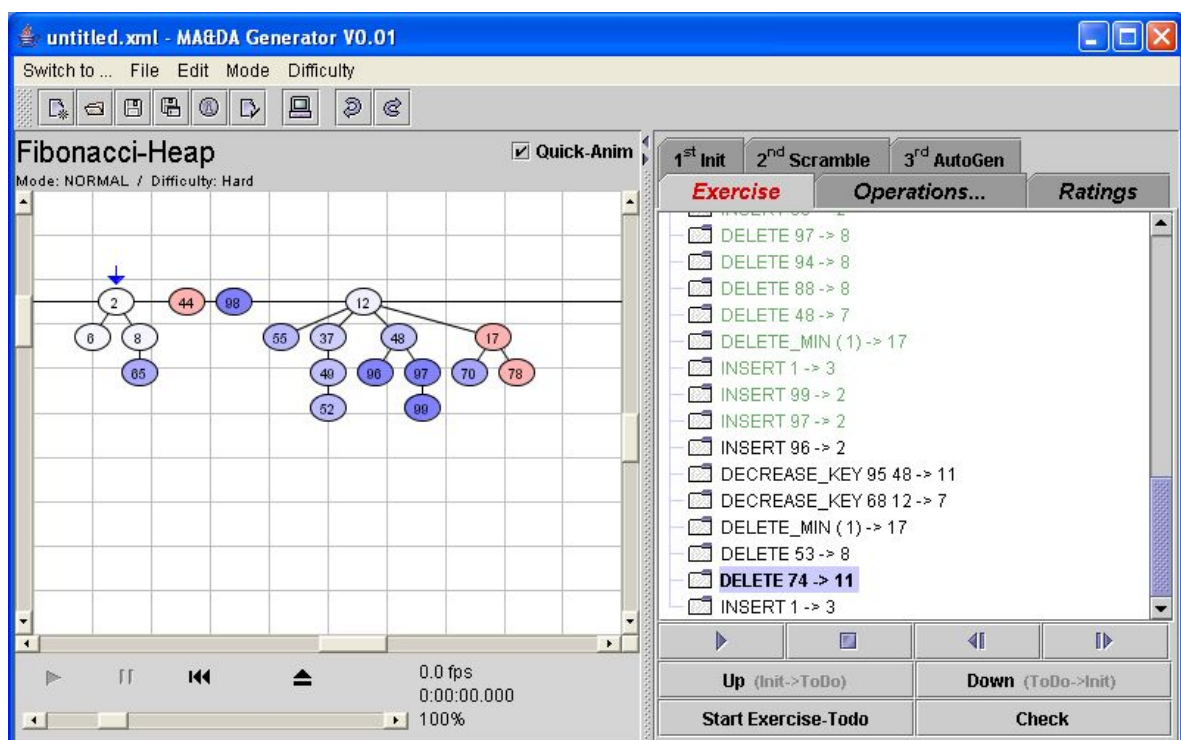 untitled.xml - MA&DA Generator V0.01
Switch to ... File Edit Mode Difficulty
Fibonacci-Heap
Quick-Anim
Mode: NORMAL / Difficulty: Hard
2 44 98 12
6 8 55 37 48 17
65 49 96 97 70 78
52 99
0.0 fps
0:00:00.000
100%
1st Init 2nd Scramble 3rd AutoGen
Exercise Operations... Ratings
DELETE 97 -> 8
DELETE 94 -> 8
DELETE 88 -> 8
DELETE 48 -> 7
DELETE_MIN ( 1) -> 17
INSERT 1 -> 3
INSERT 99 -> 2
INSERT 97 -> 2
INSERT 96 -> 2
DECREASE_KEY 95 48 -> 11
DECREASE_KEY 68 12 -> 7
DELETE_MIN ( 1) -> 17
DELETE 53 -> 8
DELETE 74 -> 11
INSERT 1 -> 3
Up (Init->ToDo) Down (ToDo->Init)
Start Exercise-Todo Check